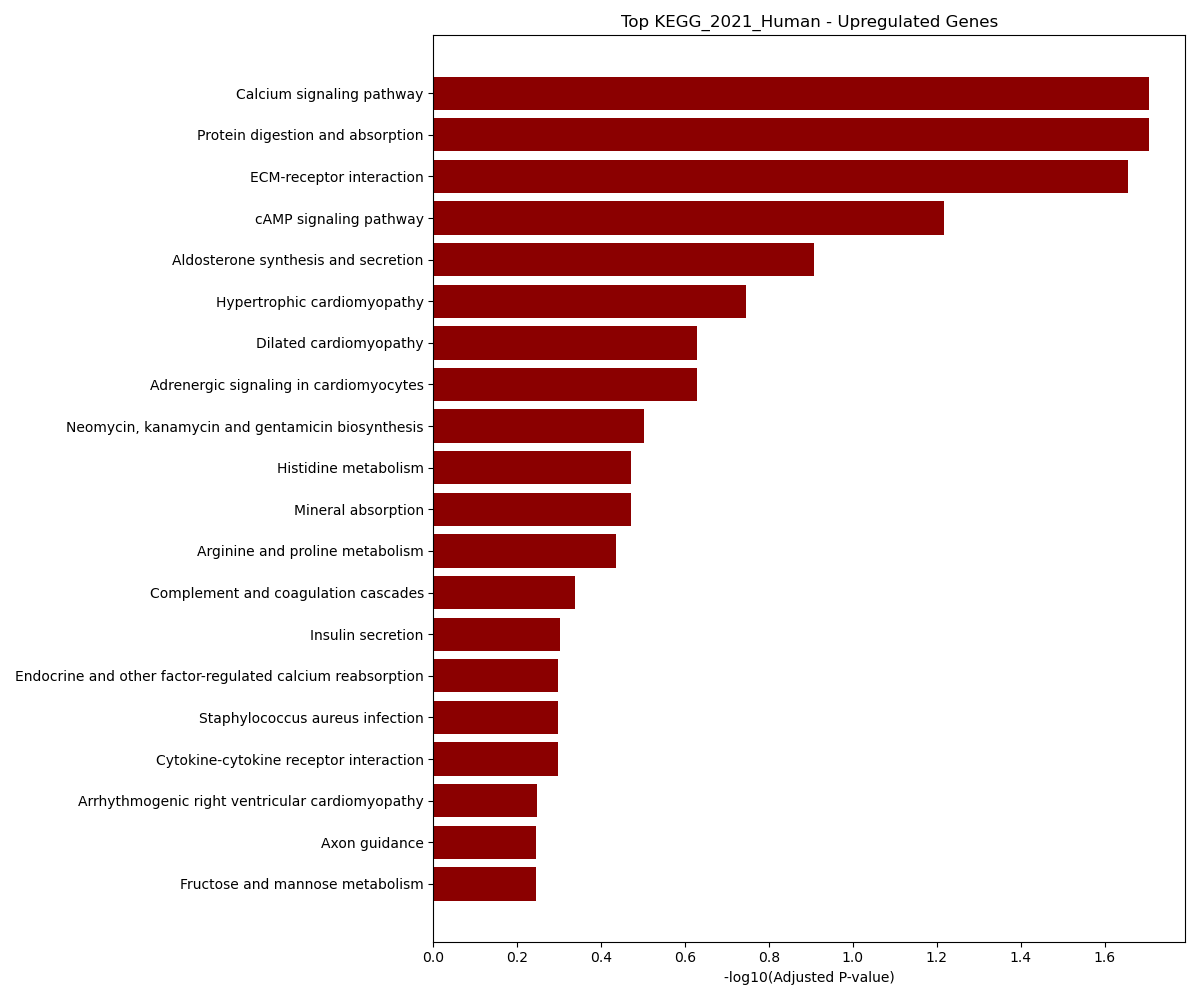 Top KEGG_2021_Human - Upregulated Genes
Calcium signaling pathway
Protein digestion and absorption
ECM-receptor interaction
cAMP signaling pathway
Aldosterone synthesis and secretion
Hypertrophic cardiomyopathy
Dilated cardiomyopathy
Adrenergic signaling in cardiomyocytes
Neomycin, kanamycin and gentamicin biosynthesis
Histidine metabolism
Mineral absorption
Arginine and proline metabolism
Complement and coagulation cascades
Insulin secretion
Endocrine and other factor-regulated calcium reabsorption
Staphylococcus aureus infection
Cytokine-cytokine receptor interaction
Arrhythmogenic right ventricular cardiomyopathy
Axon guidance
Fructose and mannose metabolism
0.0 0.2 0.4 0.6 0.8 1.0 1.2 1.4 1.6
-log10(Adjusted P-value)